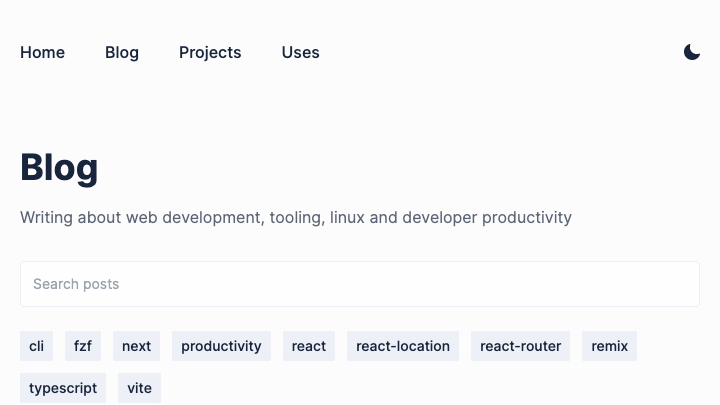 Home Blog Projects Uses
Blog
Writing about web development, tooling, linux and developer productivity
Search posts
cli fzf next productivity react react-location react-router remix
typescript vite